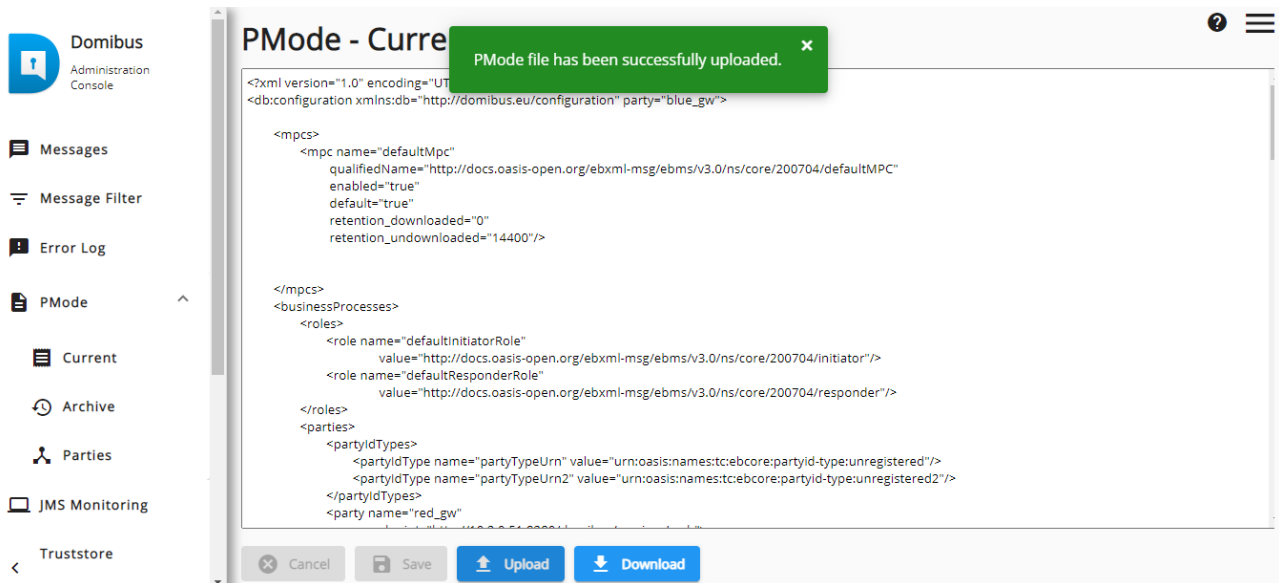 Domibus
Administration
Console
Messages
Message Filter
Error Log
PMode
Current
Archive
Parties
JMS Monitoring
Truststore
PMode - Curre
PMode file has been successfully uploaded.
<?xml version="1.0" encoding="UT
<db:configuration xmlns:db="http://domibus.eu/configuration" party="blue_gw">
<mpcs>
<mpc name="defaultMpc"
qualifiedName="http://docs.oasis-open.org/ebxml-msg/ebms/v3.0/ns/core/200704/defaultMPC"
enabled="true"
default="true"
retention_downloaded="0"
retention_undownloaded="14400"/>
</mpcs>
<businessProcesses>
<roles>
<role name="defaultInitiatorRole"
value="http://docs.oasis-open.org/ebxml-msg/ebms/v3.0/ns/core/200704/initiator"/>
<role name="defaultResponderRole"
value="http://docs.oasis-open.org/ebxml-msg/ebms/v3.0/ns/core/200704/responder"/>
</roles>
<parties>
<partyIdTypes>
<partyIdType name="partyTypeUrn" value="urn:oasis:names:tc:ebcore:partyid-type:unregistered"/>
<partyIdType name="partyTypeUrn2" value="urn:oasis:names:tc:ebcore:partyid-type:unregistered2"/>
</partyIdTypes>
<party name="red_gw"
Cancel
Save
Upload
Download